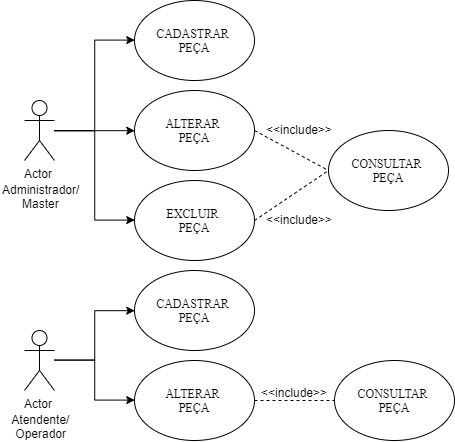 CADASTRAR
PEÇA
ALTERAR
PEÇA
<<include>>
Actor
Administrador/
Master
CONSULTAR
PEÇA
EXCLUIR
PEÇA
<<include>>
CADASTRAR
PEÇA
Actor
Atendente/
Operador
ALTERAR
PEÇA
<<include>>
CONSULTAR
PEÇA